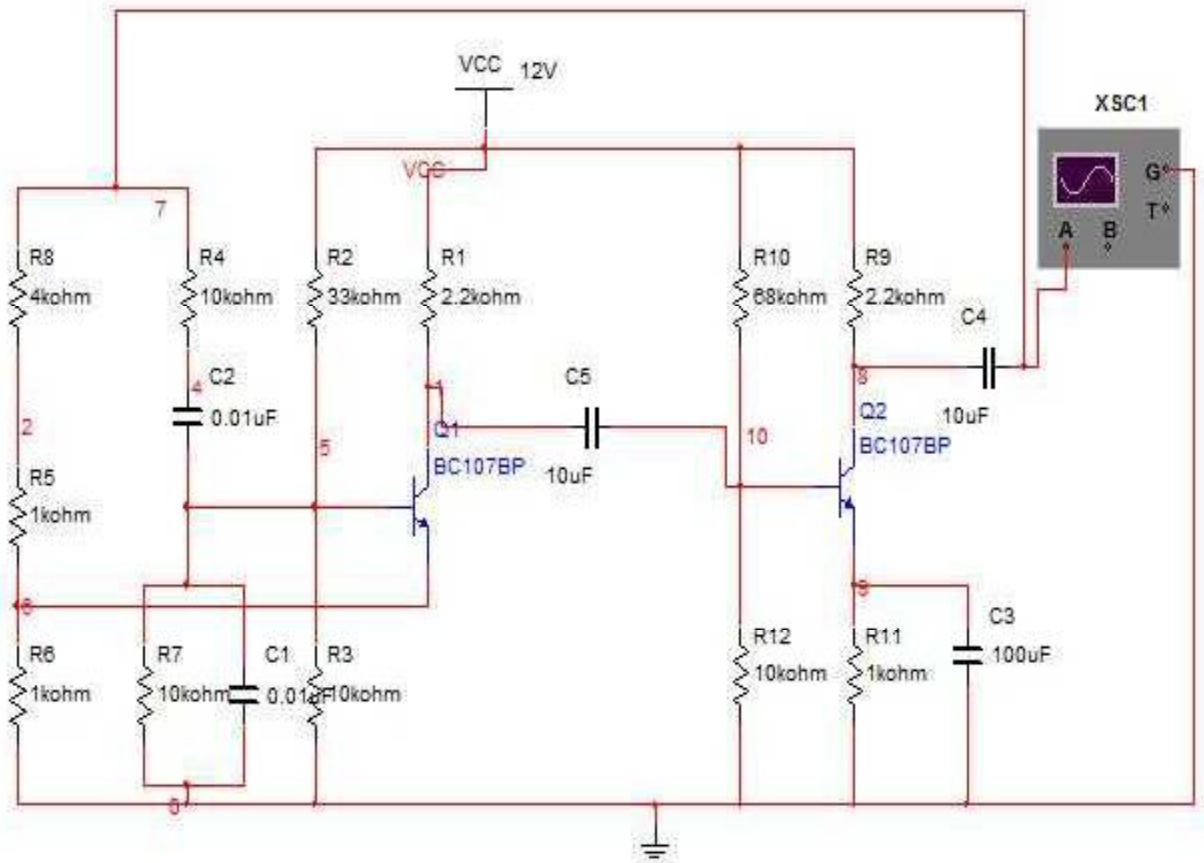 VCC 12V
XSC1
G
T
A B
VCC
7
R8
4kohm
R4
10kohm
R2
33kohm
R1
2.2kohm
R10
68kohm
R9
2.2kohm
C4
10uF
C2
4
0.01uF
C5
10uF
1
8
2
5
10
Q1
BC107BP
Q2
BC107BP
R5
1kohm
6
9
R6
1kohm
R7
10kohm
C1
0.01uF
R3
10kohm
R12
10kohm
R11
1kohm
C3
100uF
0